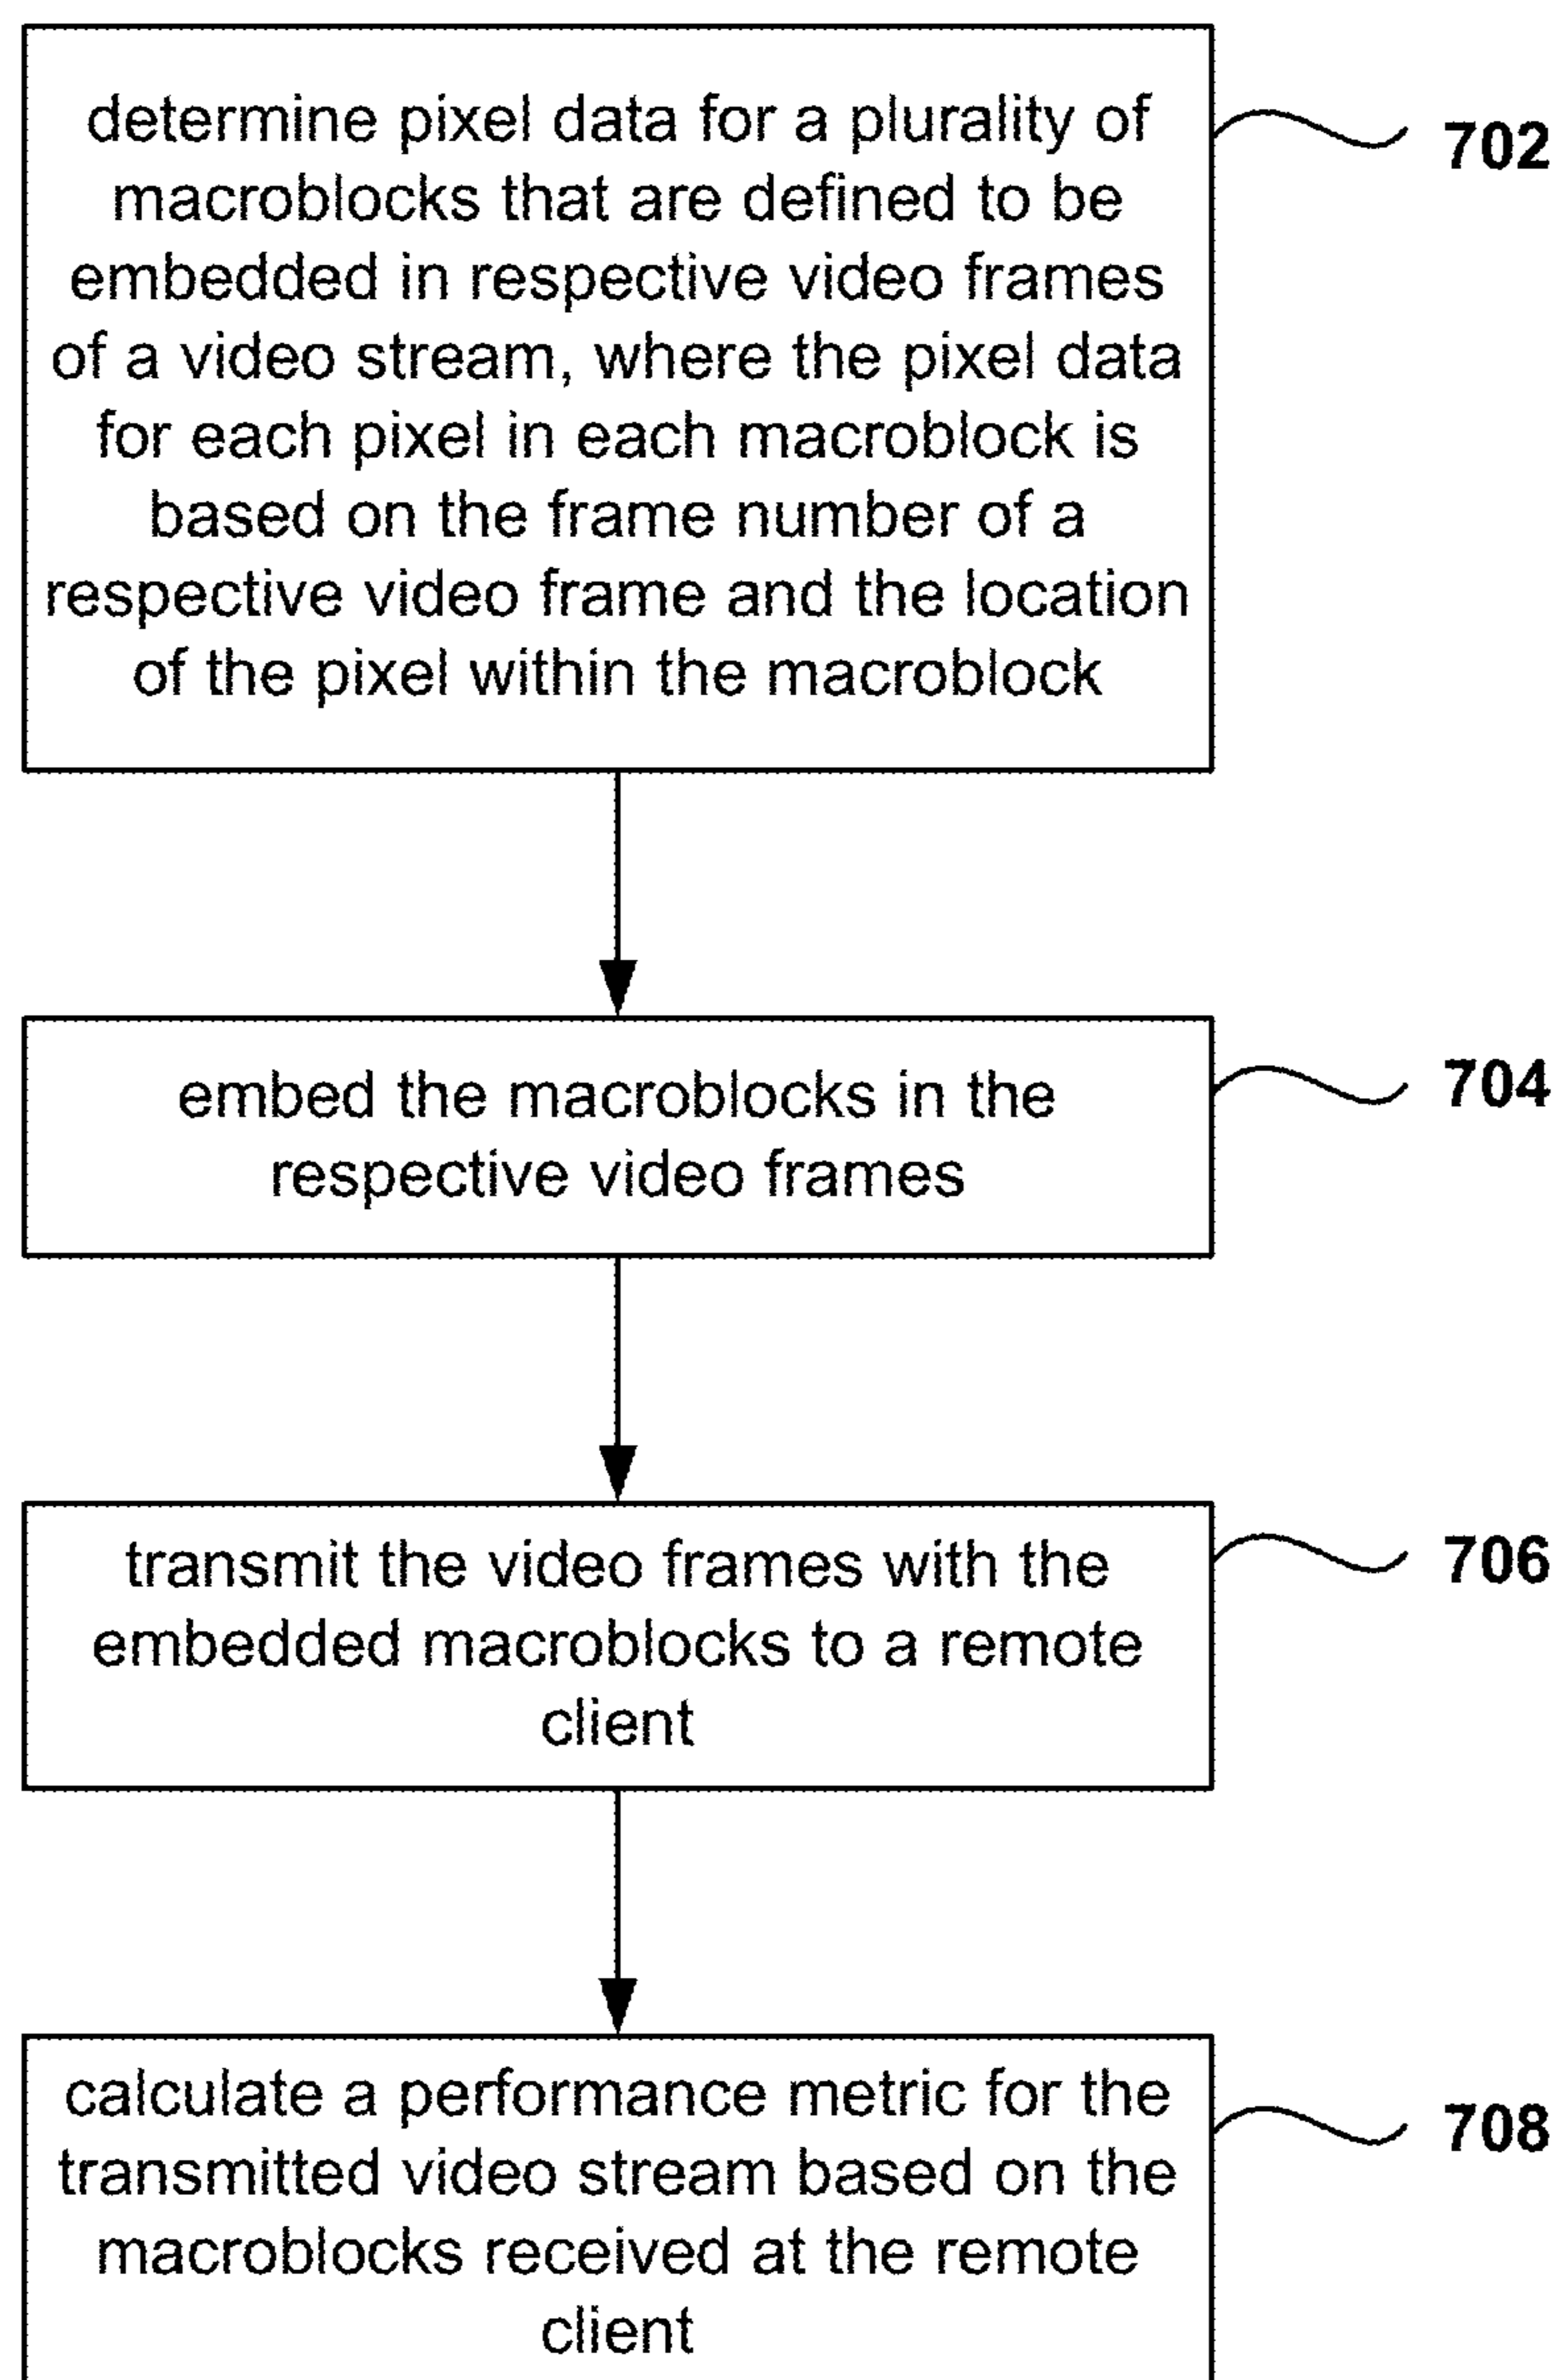 determine pixel data for a plurality of
macroblocks that are defined to be
embedded in respective video frames
of a video stream, where the pixel data
for each pixel in each macroblock is
based on the frame number of a
respective video frame and the location
of the pixel within the macroblock
702
embed the macroblocks in the
respective video frames
704
transmit the video frames with the
embedded macroblocks to a remote
client
706
calculate a performance metric for the
transmitted video stream based on the
macroblocks received at the remote
client
708